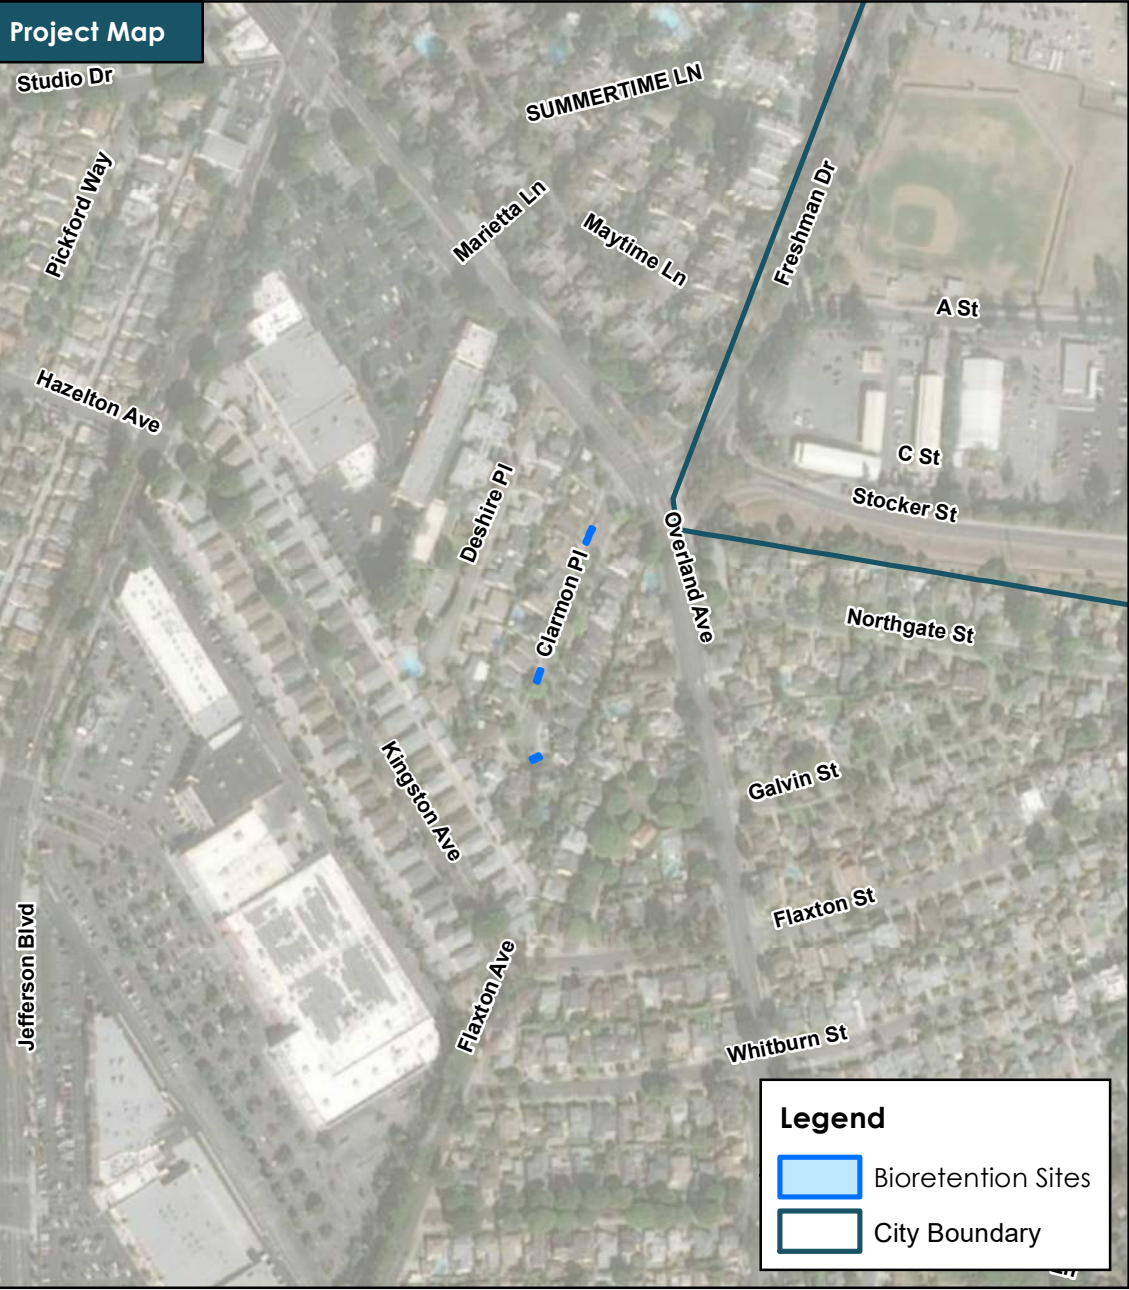 Project Map
Studio Dr
SUMMERTIME LN
Pickford Way
Marietta Ln
Maytime Ln
Freshman Dr
A St
Hazelton Ave
C St
Stocker St
Deshire Pl
Overland Ave
Clarmon Pl
Northgate St
Kingston Ave
Galvin St
Flaxton St
Jefferson Blvd
Flaxton Ave
Whitburn St
Legend
Bioretention Sites
City Boundary